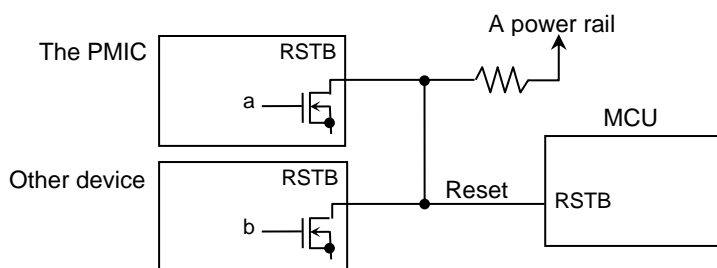 A power rail
The PMIC
RSTB
a
MCU
Other device
RSTB
Reset
RSTB
b